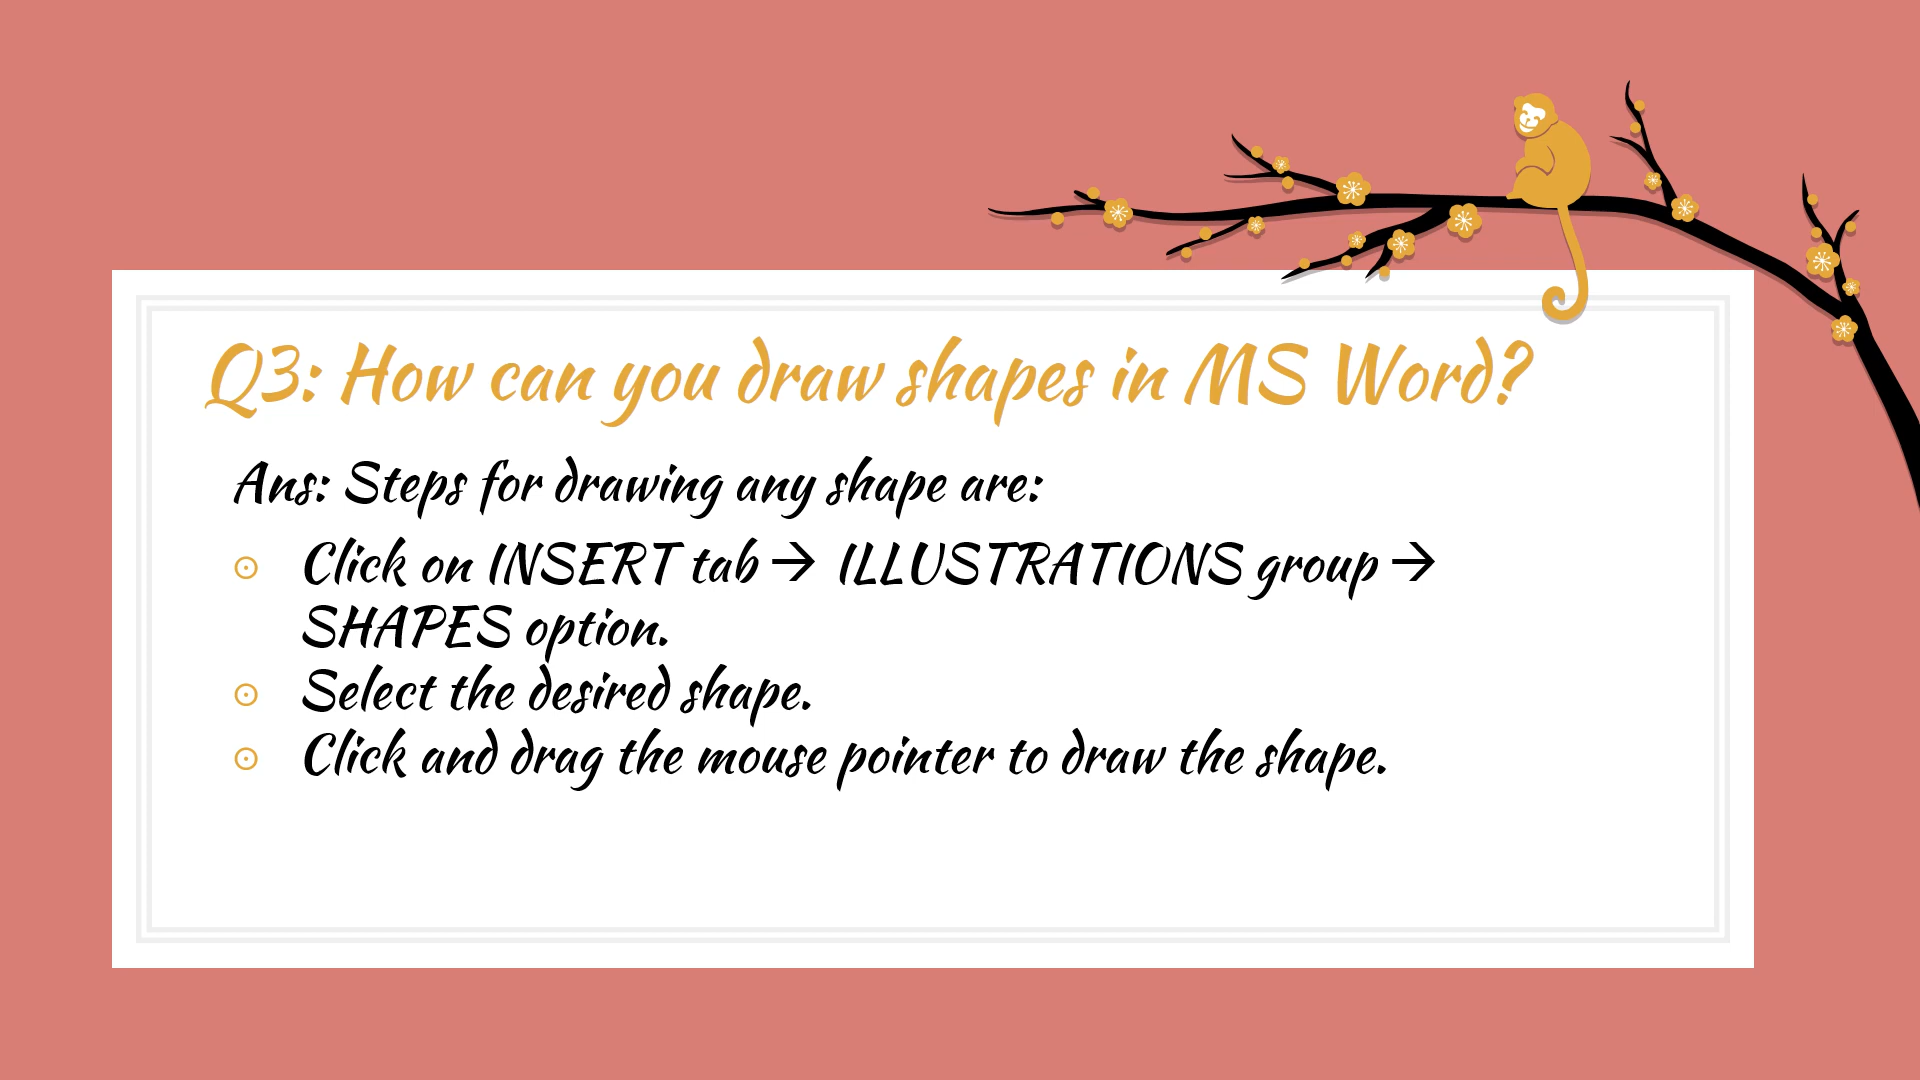 Q3: How can you draw shapes in MS Word?
Ans: Steps for drawing any shape are:
⊙ Click on INSERT tab → ILLUSTRATIONS group →
SHAPES option.
⊙ Select the desired shape.
⊙ Click and drag the mouse pointer to draw the shape.